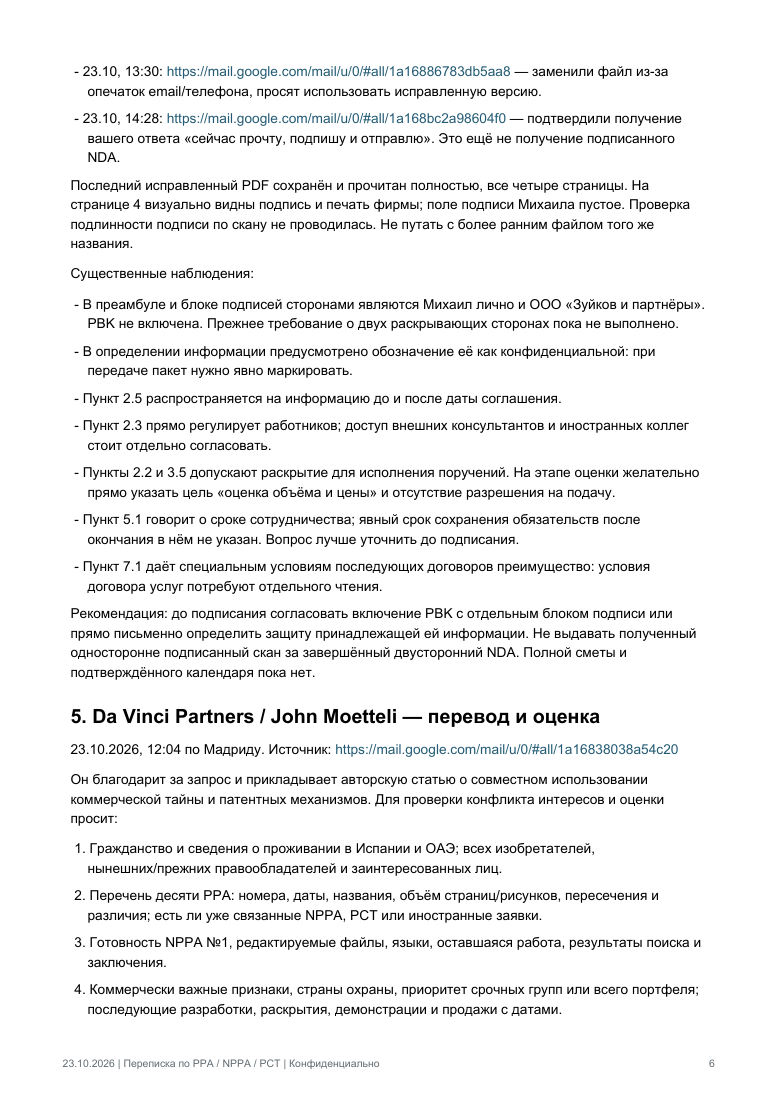 - 23.10, 13:30: https://mail.google.com/mail/u/0/#all/1a16886783db5aa8 — заменили файл из-за
опечаток email/телефона, просят использовать исправленную версию.
- 23.10, 14:28: https://mail.google.com/mail/u/0/#all/1a168bc2a98604f0 — подтвердили получение
вашего ответа «сейчас прочту, подпишу и отправлю». Это ещё не получение подписанного
NDA.
Последний исправленный PDF сохранён и прочитан полностью, все четыре страницы. На
странице 4 визуально видны подпись и печать фирмы; поле подписи Михаила пустое. Проверка
подлинности подписи по скану не проводилась. Не путать с более ранним файлом того же
названия.
Существенные наблюдения:
- В преамбуле и блоке подписей сторонами являются Михаил лично и ООО «Зуйков и партнёры».
PBK не включена. Прежнее требование о двух раскрывающих сторонах пока не выполнено.
- В определении информации предусмотрено обозначение её как конфиденциальной: при
передаче пакет нужно явно маркировать.
- Пункт 2.5 распространяется на информацию до и после даты соглашения.
- Пункт 2.3 прямо регулирует работников; доступ внешних консультантов и иностранных коллег
стоит отдельно согласовать.
- Пункты 2.2 и 3.5 допускают раскрытие для исполнения поручений. На этапе оценки желательно
прямо указать цель «оценка объёма и цены» и отсутствие разрешения на подачу.
- Пункт 5.1 говорит о сроке сотрудничества; явный срок сохранения обязательств после
окончания в нём не указан. Вопрос лучше уточнить до подписания.
- Пункт 7.1 даёт специальным условиям последующих договоров преимущество: условия
договора услуг потребуют отдельного чтения.
Рекомендация: до подписания согласовать включение PBK с отдельным блоком подписи или
прямо письменно определить защиту принадлежащей ей информации. Не выдавать полученный
односторонне подписанный скан за завершённый двусторонний NDA. Полной сметы и
подтверждённого календаря пока нет.
5. Da Vinci Partners / John Moetteli — перевод и оценка
23.10.2026, 12:04 по Мадриду. Источник: https://mail.google.com/mail/u/0/#all/1a16838038a54c20
Он благодарит за запрос и прикладывает авторскую статью о совместном использовании
коммерческой тайны и патентных механизмов. Для проверки конфликта интересов и оценки
просит:
1. Гражданство и сведения о проживании в Испании и ОАЭ; всех изобретателей,
нынешних/прежних правообладателей и заинтересованных лиц.
2. Перечень десяти PPA: номера, даты, названия, объём страниц/рисунков, пересечения и
различия; есть ли уже связанные NPPA, PCT или иностранные заявки.
3. Готовность NPPA №1, редактируемые файлы, языки, оставшаяся работа, результаты поиска и
заключения.
4. Коммерчески важные признаки, страны охраны, приоритет срочных групп или всего портфеля;
последующие разработки, раскрытия, демонстрации и продажи с датами.
23.10.2026 | Переписка по PPA / NPPA / PCT | Конфиденциально
6